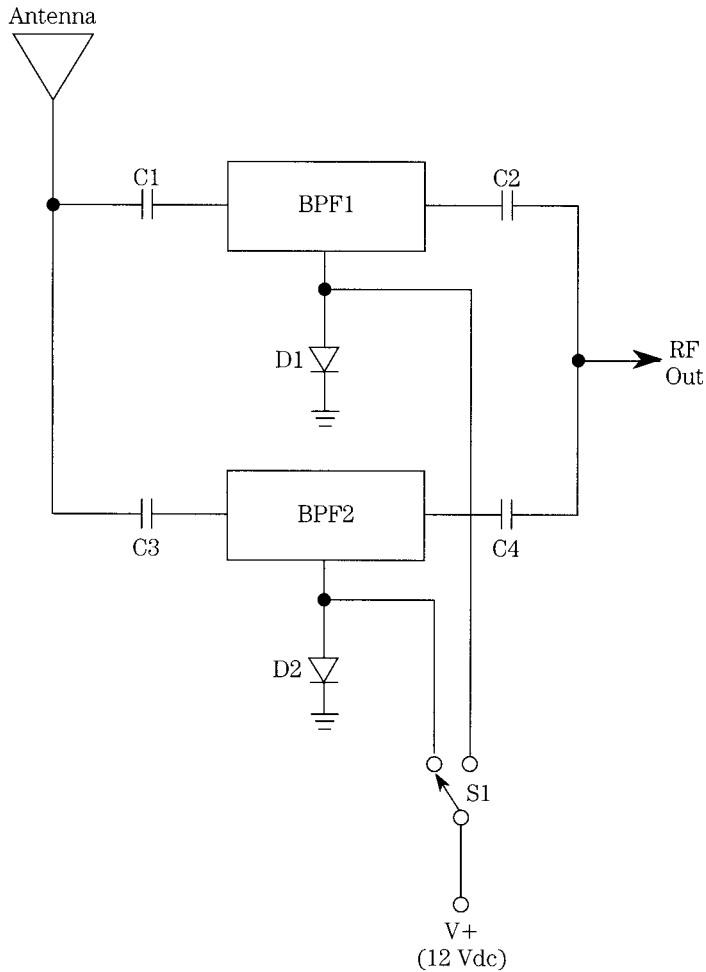 Antenna
C1
BPF1
C2
D1
RF
Out
BPF2
C3
C4
D2
S1
V+
(12 Vdc)